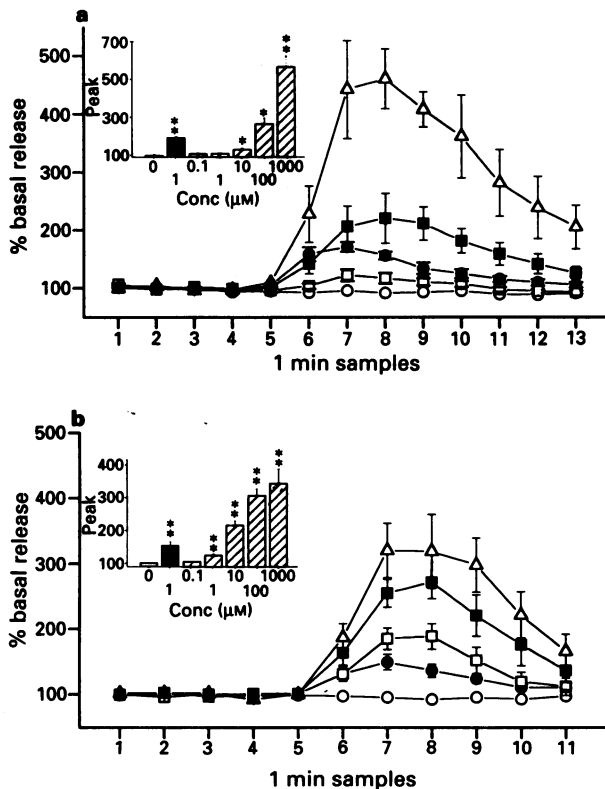 a
500
400
300
200
100
% basal release
700
500
300
100
Peak
**
*
*
**
0 0.1 1 10 1000
1 100
Conc (μM)
1 2 3 4 5 6 7 8 9 10 11 12 13
1 min samples
b
500
400
300
200
100
% basal release
400
300
200
100
Peak
**
**
**
**
**
0 0.1 10 1000
1 1 100
Conc (μM)
1 2 3 4 5 6 7 8 9 10 11
1 min samples